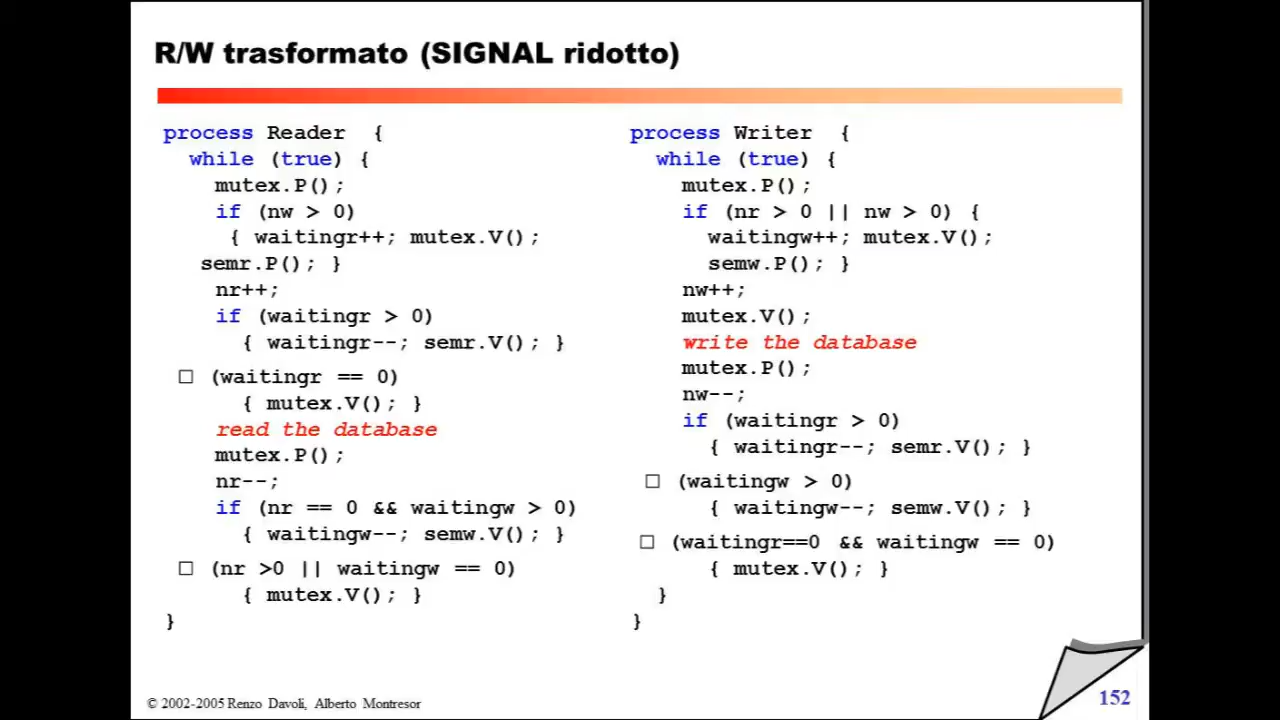 R/W trasformato (SIGNAL ridotto)
process Reader {
while (true) {
mutex.P();
if (nw > 0)
{ waitingr++; mutex.V();
semr.P(); }
nr++;
if (waitingr > 0)
{ waitingr--; semr.V(); }
□ (waitingr == 0)
{ mutex.V(); }
read the database
mutex.P();
nr--;
if (nr == 0 && waitingw > 0)
{ waitingw--; semw.V(); }
□ (nr >0 || waitingw == 0)
{ mutex.V(); }
}
process Writer {
while (true) {
mutex.P();
if (nr > 0 || nw > 0) {
waitingw++; mutex.V();
semw.P(); }
nw++;
mutex.V();
write the database
mutex.P();
nw--;
if (waitingr > 0)
{ waitingr--; semr.V(); }
□ (waitingw > 0)
{ waitingw--; semw.V(); }
□ (waitingr==0 && waitingw == 0)
{ mutex.V(); }
}
}
© 2002-2005 Renzo Davoli, Alberto Montresor
152